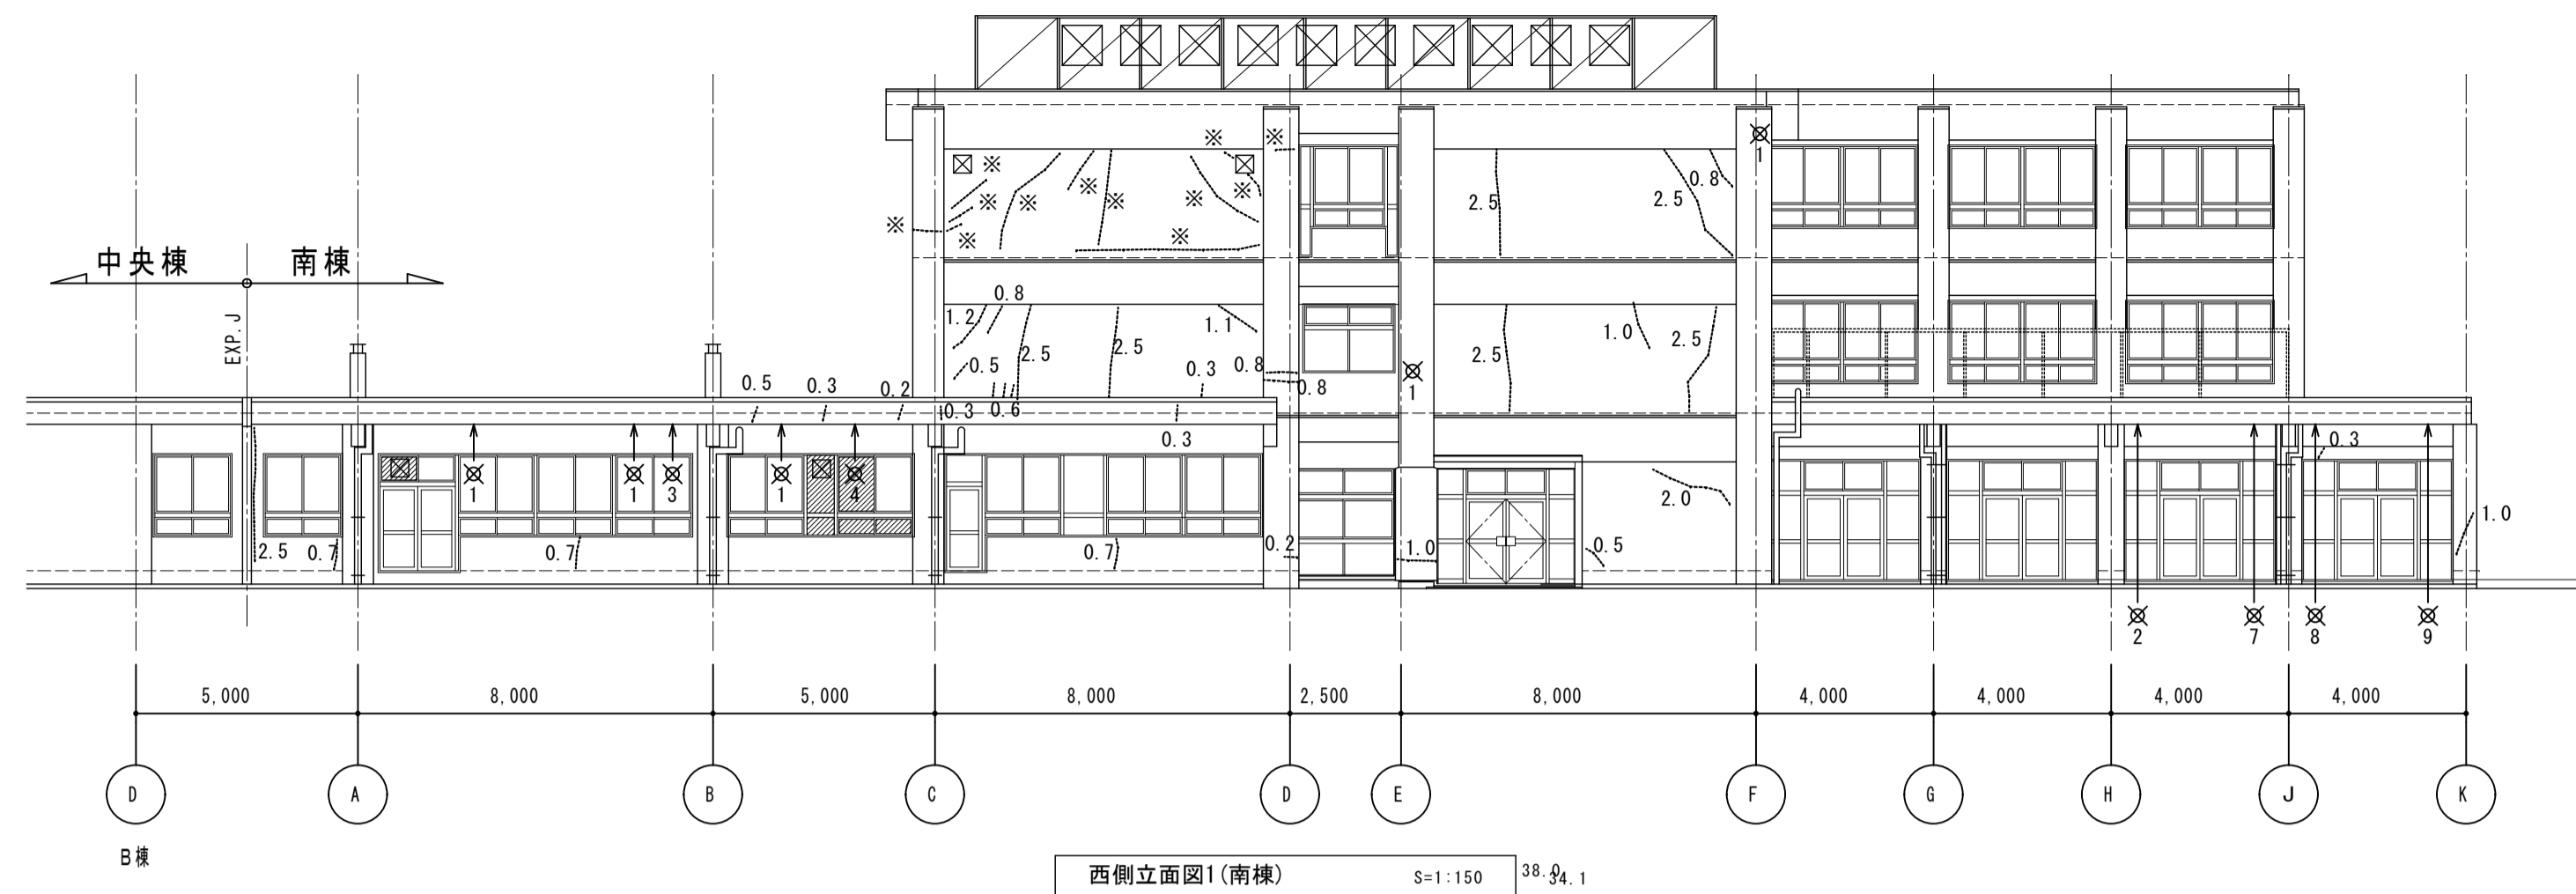 ※ ※
1
※
0.8
※ ※
※ ※ ※ ※ ※
2.5 2.5
※
※ ※
中央棟 南棟
0.8
1.2
1.1
EXP.J
1.0
2.5
2.5 2.5
2.5
0.5
0.8
0.3
0.5 0.3 0.2
0.8
1
0.3 0.6
0.3
0.3
1 1 3 1 4
2.0
1.0
2.5 0.7 0.7 0.7 0.2 1.0 0.5
2 7 8 9
5,000 8,000 5,000 8,000 2,500 8,000 4,000 4,000 4,000 4,000
D A B C D E F G H J K
B棟
西側立面図1(南棟) S=1:150
38.0
34.1